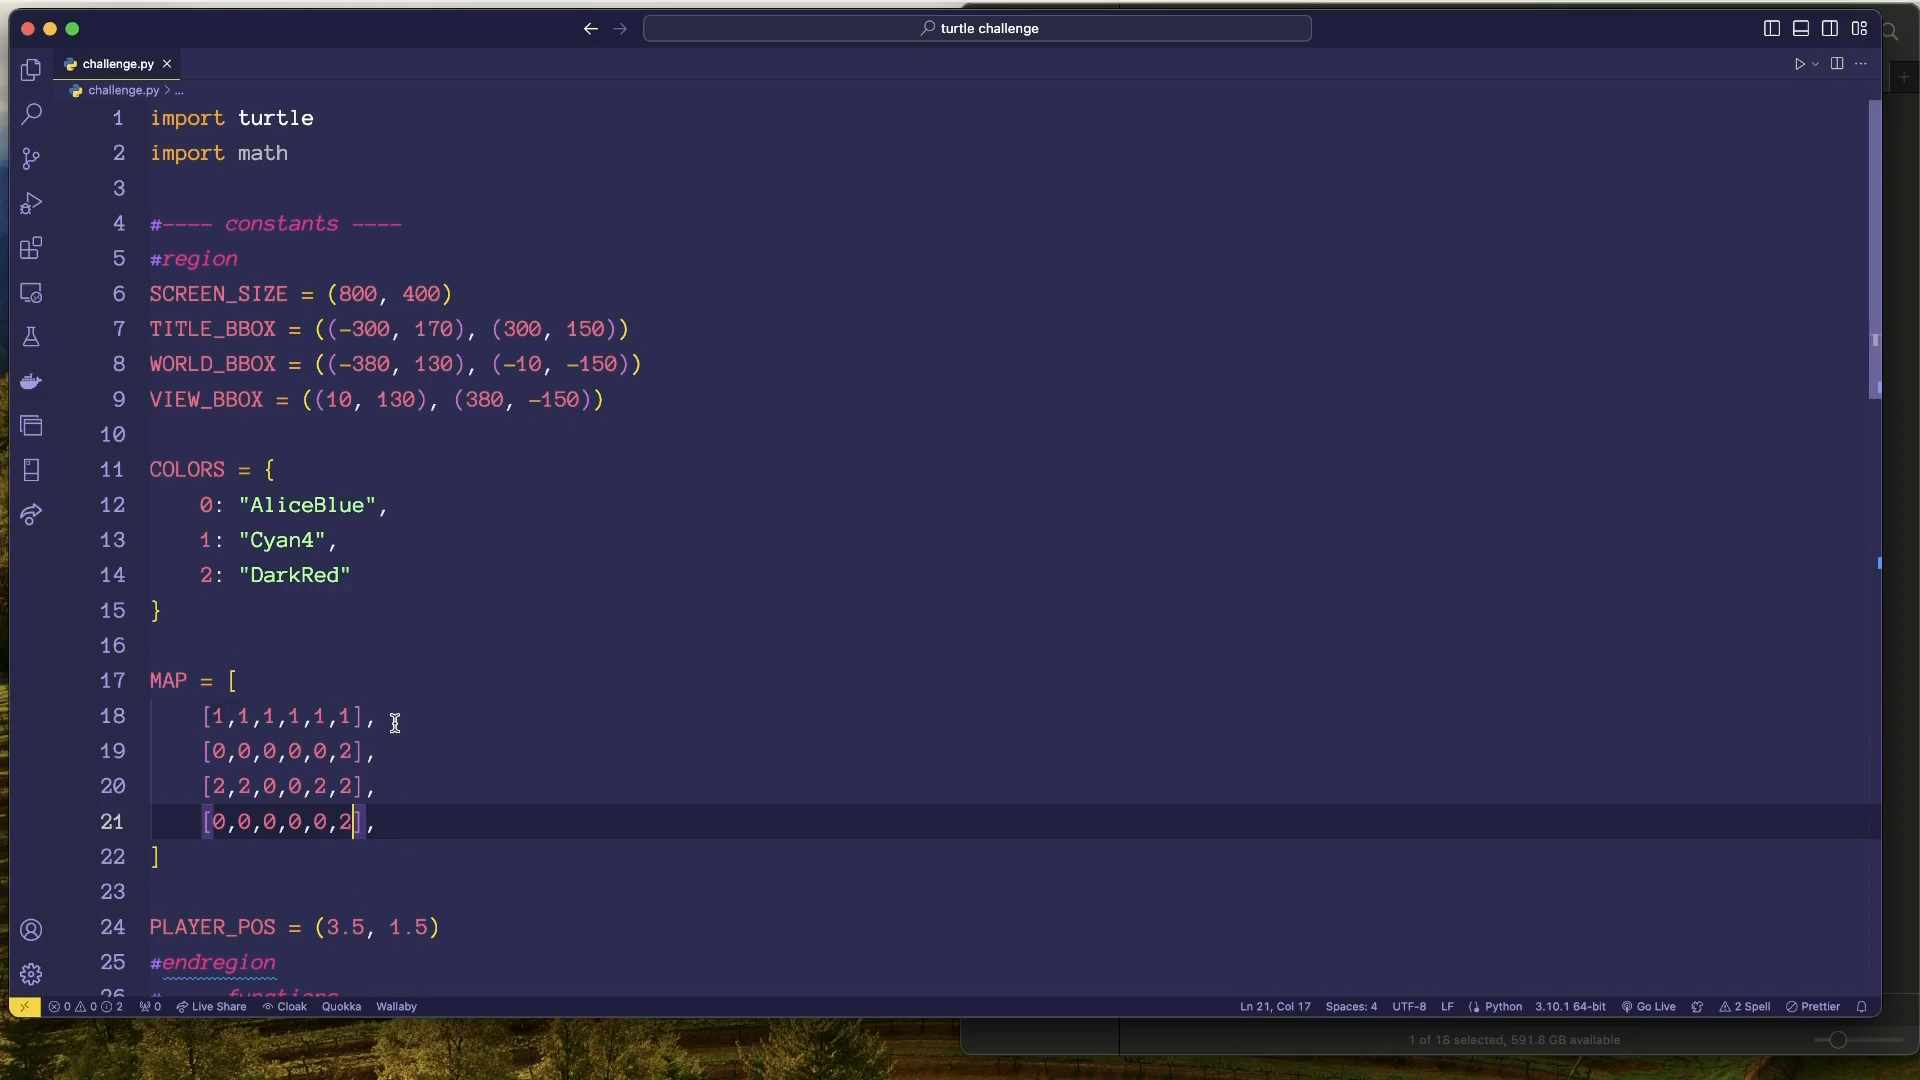 turtle challenge
challenge.py
challenge.py > ...
1 import turtle
2 import math
3
4 #---- constants ----
5 #region
6 SCREEN_SIZE = (800, 400)
7 TITLE_BBOX = ((-300, 170), (300, 150))
8 WORLD_BBOX = ((-380, 130), (-10, -150))
9 VIEW_BBOX = ((10, 130), (380, -150))
10
11 COLORS = {
12 0: "AliceBlue",
13 1: "Cyan4",
14 2: "DarkRed"
15 }
16
17 MAP = [
18 [1,1,1,1,1,1],
19 [0,0,0,0,0,2],
20 [2,2,0,0,2,2],
21 [0,0,0,0,0,2],
22 ]
23
24 PLAYER_POS = (3.5, 1.5)
25 #endregion
0 0 2 0 Live Share Cloak Quokka Wallaby Ln 21, Col 17 Spaces: 4 UTF-8 LF Python 3.10.1 64-bit Go Live 2 Spell Prettier
1 of 18 selected, 591.8 GB available